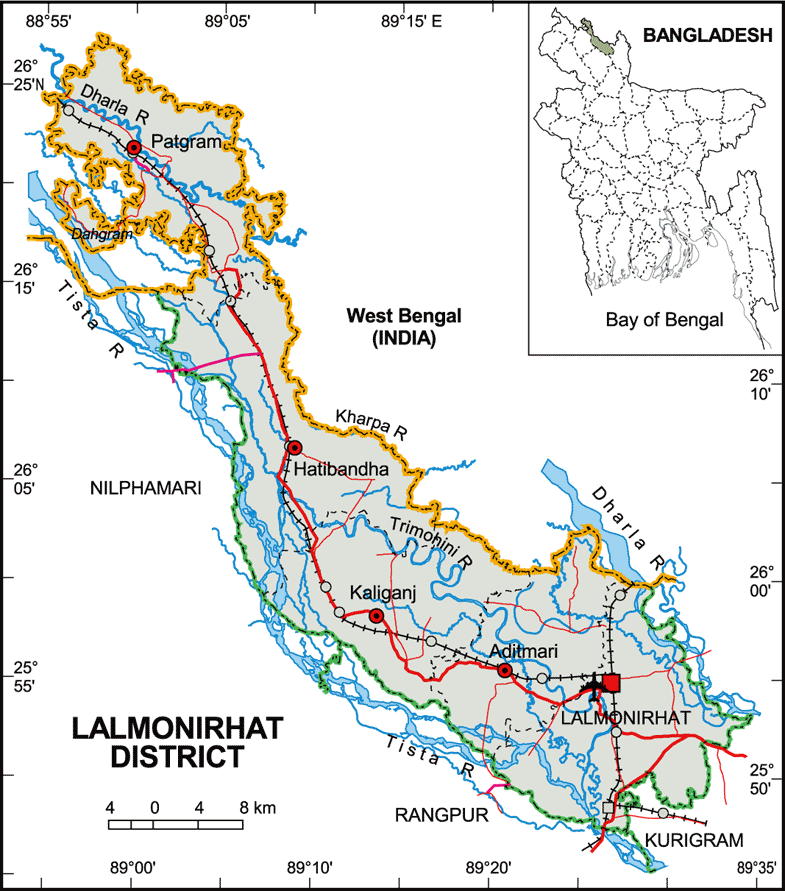 88°55'
89°05'
89°15' E
BANGLADESH
26°
25'N
Dharla R
Patgram
Dahgram
26°
15'
Tista R
West Bengal
(INDIA)
Bay of Bengal
26°
10'
Kharpa R
Hatibandha
26°
05'
NILPHAMARI
Dharla R
Trimohini R
26°
00'
Kaliganj
Aditmari
25°
55'
LALMONIRHAT
LALMONIRHAT
DISTRICT
Tista R
25°
50'
4 0 4 8 km
RANGPUR
KURIGRAM
89°00'
89°10'
89°20'
89°35'